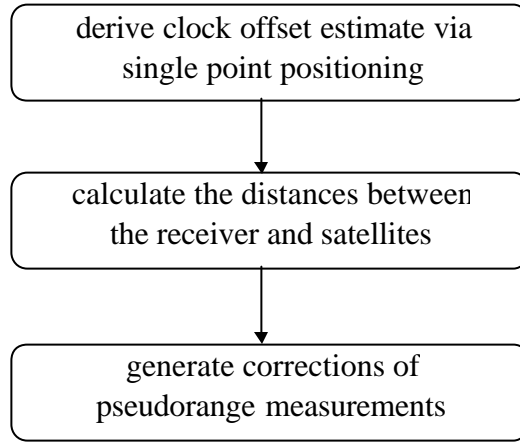 derive clock offset estimate via
single point positioning
calculate the distances between
the receiver and satellites
generate corrections of
pseudorange measurements